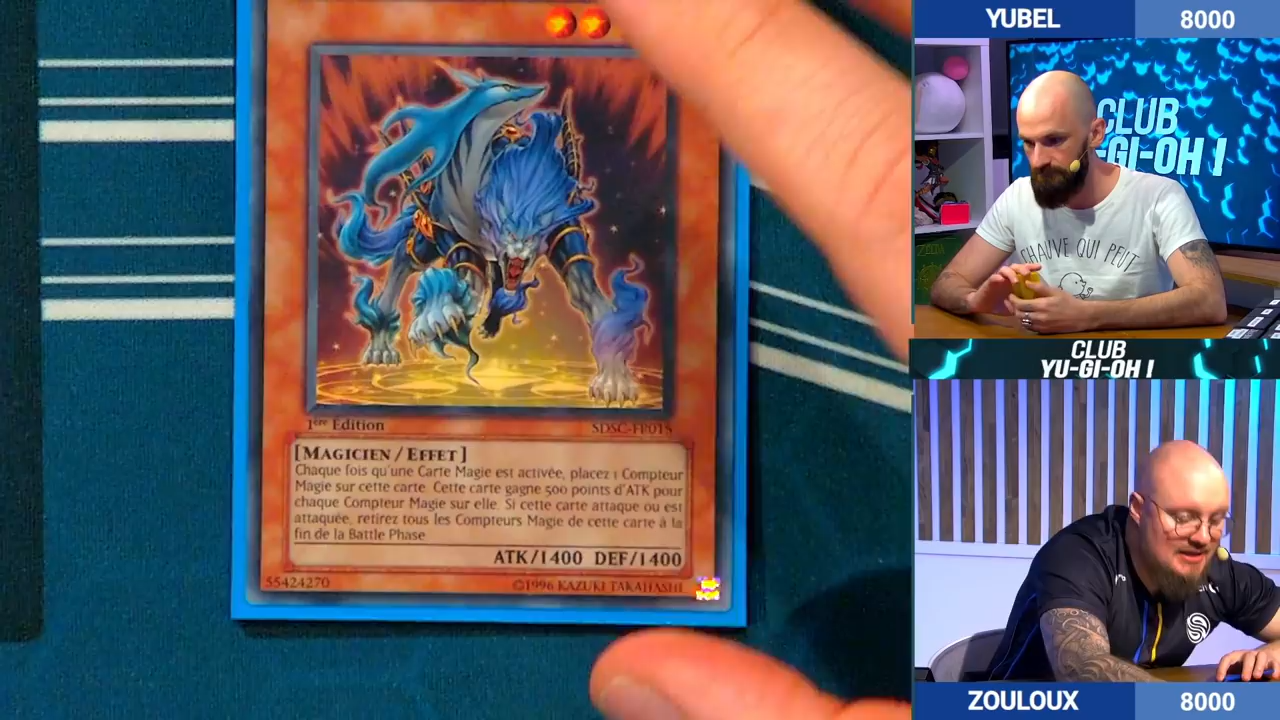 1ère Édition
SDSC-FR015
[MAGICIEN/EFFET]
Chaque fois qu'une Carte Magie est activée, placez 1 Compteur
Magie sur cette carte. Cette carte gagne 500 points d'ATK pour
chaque Compteur Magie sur elle. Si cette carte attaque ou est
attaquée, retirez tous les Compteurs Magie de cette carte à la
fin de la Battle Phase
ATK/1400 DEF/1400
55424270
©1996 KAZUKI TAKAHASHI
YUBEL
8000
CLUB
-GI-OH !
CHAUVE QUI PEUT
CLUB
YU-GI-OH !
ZOULOUX
8000